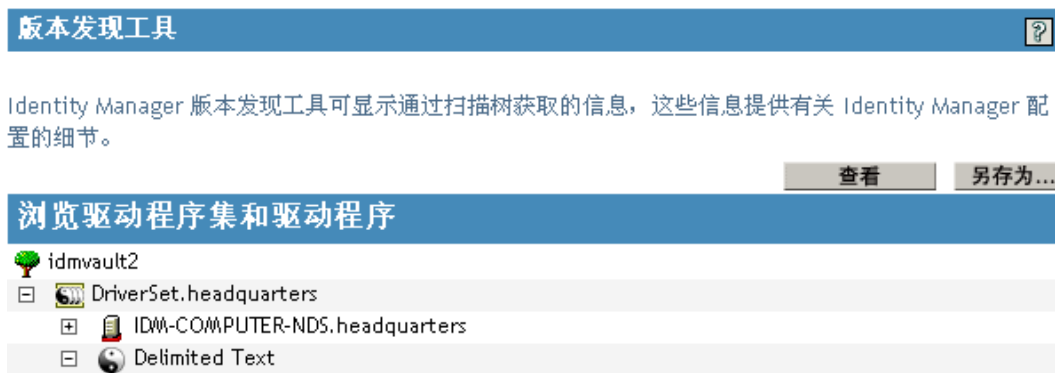 版本发现工具
?
Identity Manager 版本发现工具可显示通过扫描树获取的信息，这些信息提供有关 Identity Manager 配
置的细节。
查看 另存为...
浏览驱动程序集和驱动程序
idmvault2
DriverSet.headquarters
IDM-COMPUTER-NDS.headquarters
Delimited Text